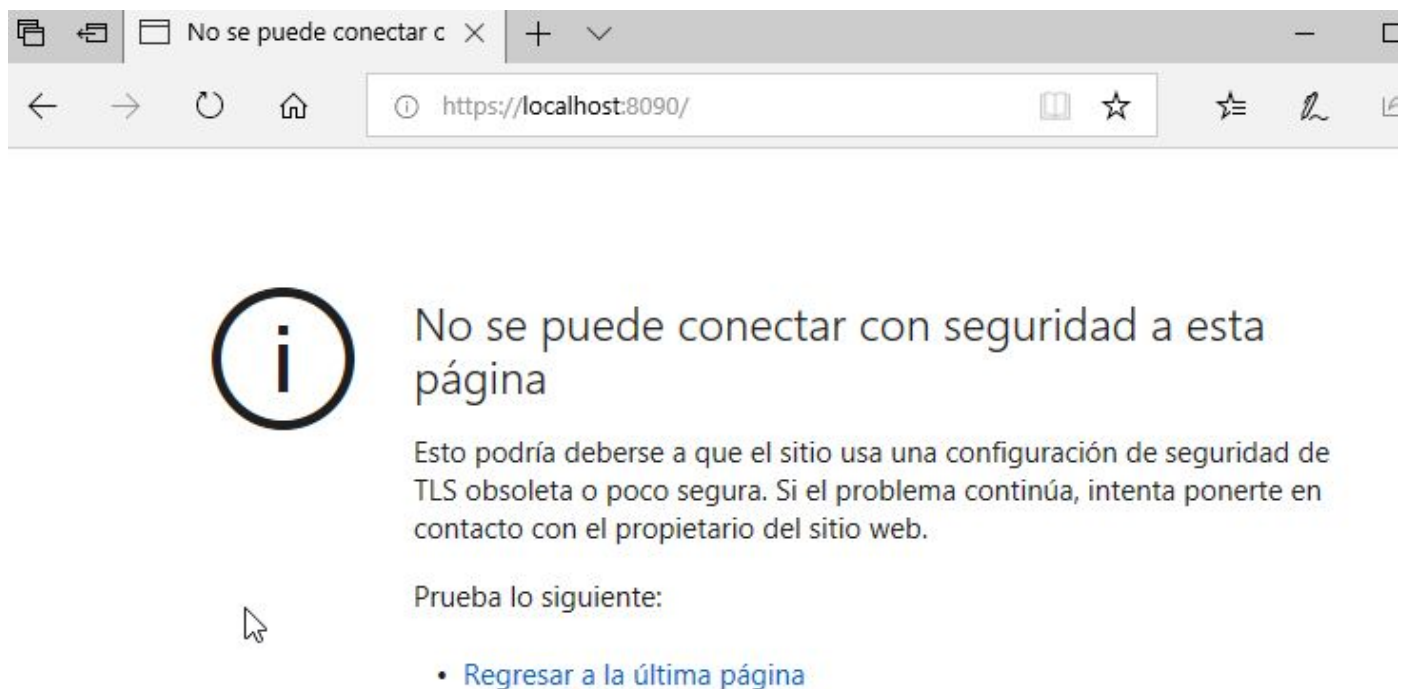 No se puede conectar c
https://localhost:8090/
No se puede conectar con seguridad a esta
página
Esto podría deberse a que el sitio usa una configuración de seguridad de
TLS obsoleta o poco segura. Si el problema continúa, intenta ponerte en
contacto con el propietario del sitio web.
Prueba lo siguiente:
• Regresar a la última página